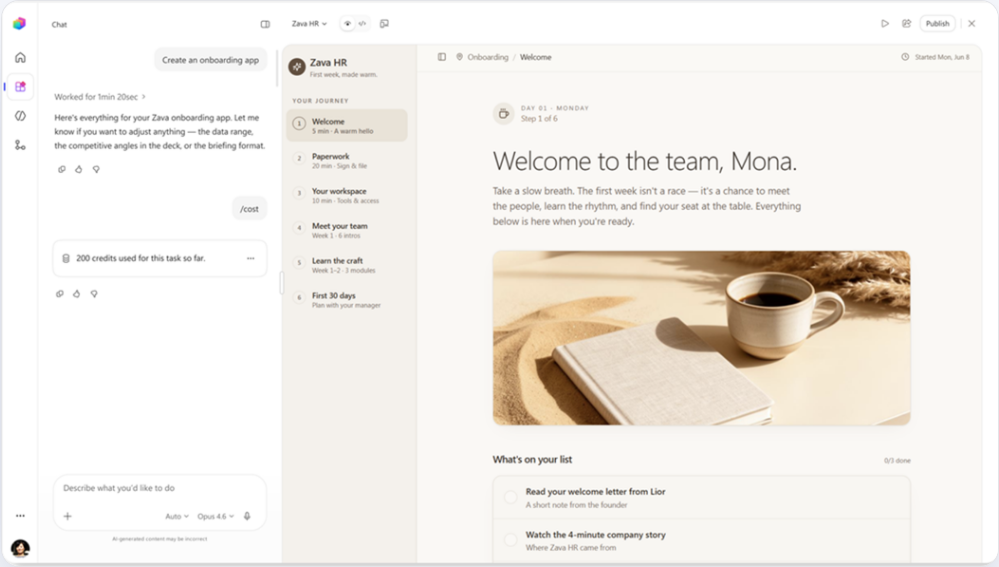 Chat
Create an onboarding app
Worked for 1min 20sec
Here's everything for your Zava onboarding app. Let me
know if you want to adjust anything — the data range,
the competitive angles in the deck, or the briefing format.
/cost
200 credits used for this task so far.
Describe what you'd like to do
Auto
Opus 4.6
AI generated content may be incorrect
Zava HR
Publish
Zava HR
First week, made warm.
YOUR JOURNEY
1
Welcome
5 min · A warm hello
2
Paperwork
20 min · Sign & file
3
Your workspace
10 min · Tools & access
4
Meet your team
Week 1 · 6 intros
5
Learn the craft
Week 1–2 · 3 modules
6
First 30 days
Plan with your manager
Onboarding / Welcome
Started Mon, Jun 8
DAY 01 · MONDAY
Step 1 of 6
Welcome to the team, Mona.
Take a slow breath. The first week isn't a race — it's a chance to meet
the people, learn the rhythm, and find your seat at the table. Everything
below is here when you're ready.
What's on your list
0/3 done
Read your welcome letter from Lior
A short note from the founder
Watch the 4-minute company story
Where Zava HR came from